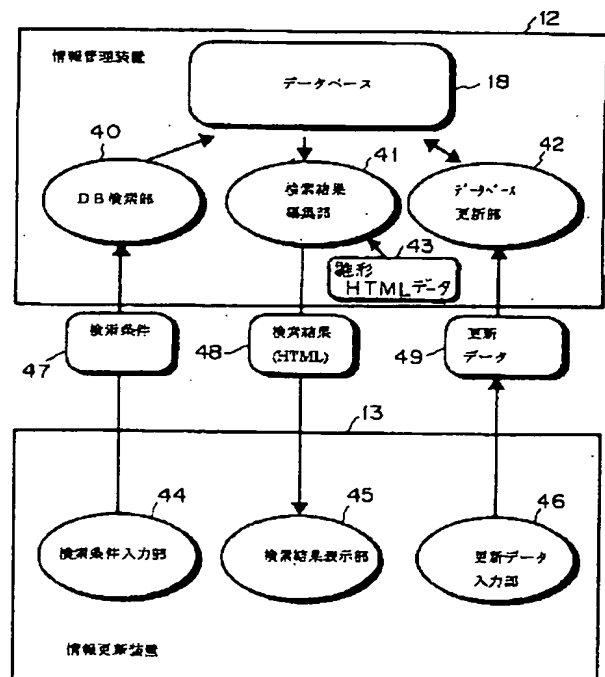 12
情報管理装置
データベース
18
40
41
42
DB検索部
検索結果
編集部
データベース
更新部
43
雛形
HTMLデータ
検索条件
47
検索結果
(HTML)
48
更新
データ
49
13
44
45
46
検索条件入力部
検索結果表示部
更新データ
入力部
情報更新装置